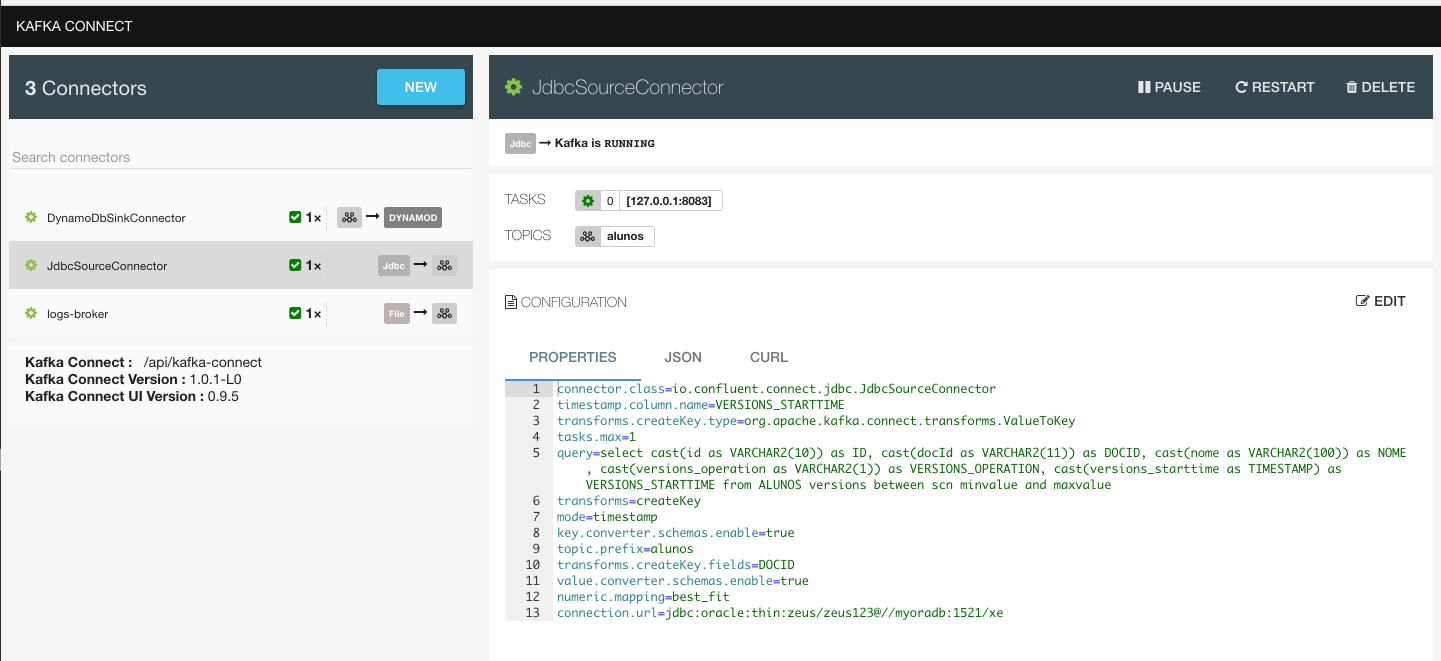 KAFKA CONNECT
3 Connectors
NEW
Search connectors
DynamoDbSinkConnector 1× DYNAMOD
JdbcSourceConnector 1× Jdbc
logs-broker 1× File
Kafka Connect : /api/kafka-connect
Kafka Connect Version : 1.0.1-L0
Kafka Connect UI Version : 0.9.5
JdbcSourceConnector
PAUSE RESTART DELETE
Jdbc Kafka is RUNNING
TASKS 0 [127.0.0.1:8083]
TOPICS alunos
CONFIGURATION EDIT
PROPERTIES JSON CURL
1 connector.class=io.confluent.connect.jdbc.JdbcSourceConnector
2 timestamp.column.name=VERSIONS_STARTTIME
3 transforms.createKey.type=org.apache.kafka.connect.transforms.ValueToKey
4 tasks.max=1
5 query=select cast(id as VARCHAR2(10)) as ID, cast(docId as VARCHAR2(11)) as DOCID, cast(nome as VARCHAR2(100)) as NOME
, cast(versions_operation as VARCHAR2(1)) as VERSIONS_OPERATION, cast(versions_starttime as TIMESTAMP) as
VERSIONS_STARTTIME from ALUNOS versions between scn minvalue and maxvalue
6 transforms=createKey
7 mode=timestamp
8 key.converter.schemas.enable=true
9 topic.prefix=alunos
10 transforms.createKey.fields=DOCID
11 value.converter.schemas.enable=true
12 numeric.mapping=best_fit
13 connection.url=jdbc:oracle:thin:zeus/zeus123@//myoradb:1521/xe